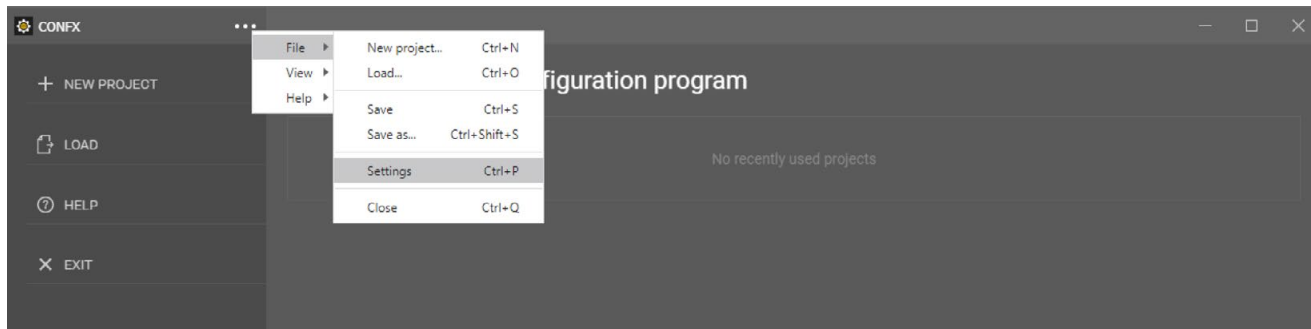 CONFX
•••
NEW PROJECT
LOAD
HELP
EXIT
File
View
Help
New project... Ctrl+N
Load... Ctrl+O
Save Ctrl+S
Save as... Ctrl+Shift+S
Settings Ctrl+P
Close Ctrl+Q
figuration program
No recently used projects